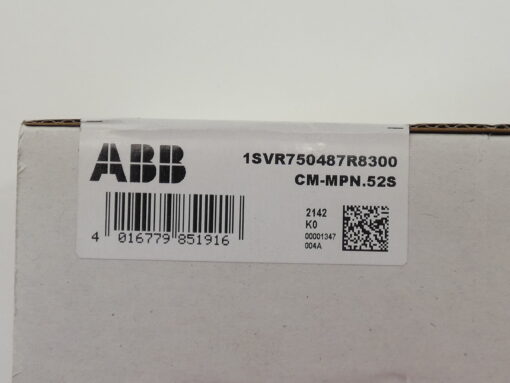 ABB
1SVR750487R8300
CM-MPN.52S
2142
K0
00001347
004A
4 016779 851916